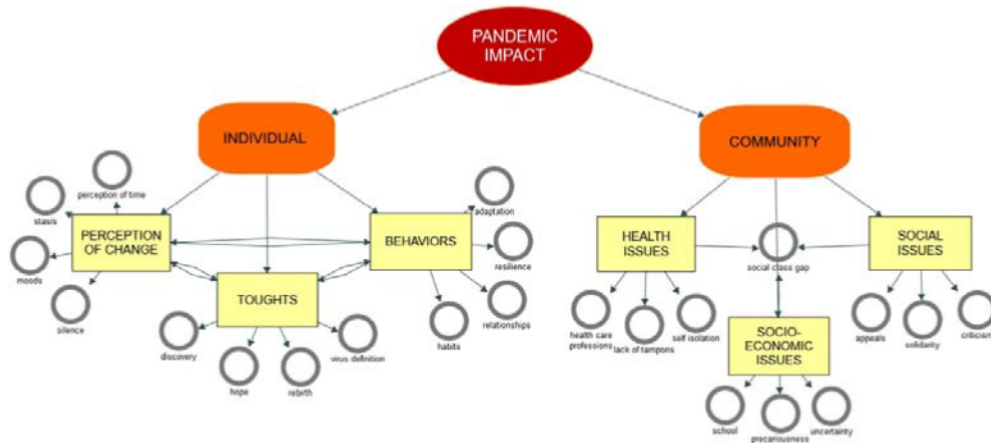 PANDEMIC
IMPACT
INDIVIDUAL
COMMUNITY
perception of time
stasis
PERCEPTION
OF CHANGE
moods
silence
BEHAVIORS
adaptation
resilience
relationships
habits
TOUGHTS
discovery
hope
rebirth
virus definition
HEALTH
ISSUES
social class gap
SOCIAL
ISSUES
health care
professions
lack of tampons
self isolation
SOCIO-
ECONOMIC
ISSUES
appeals
solidarity
criticism
school
precariousness
uncertainty